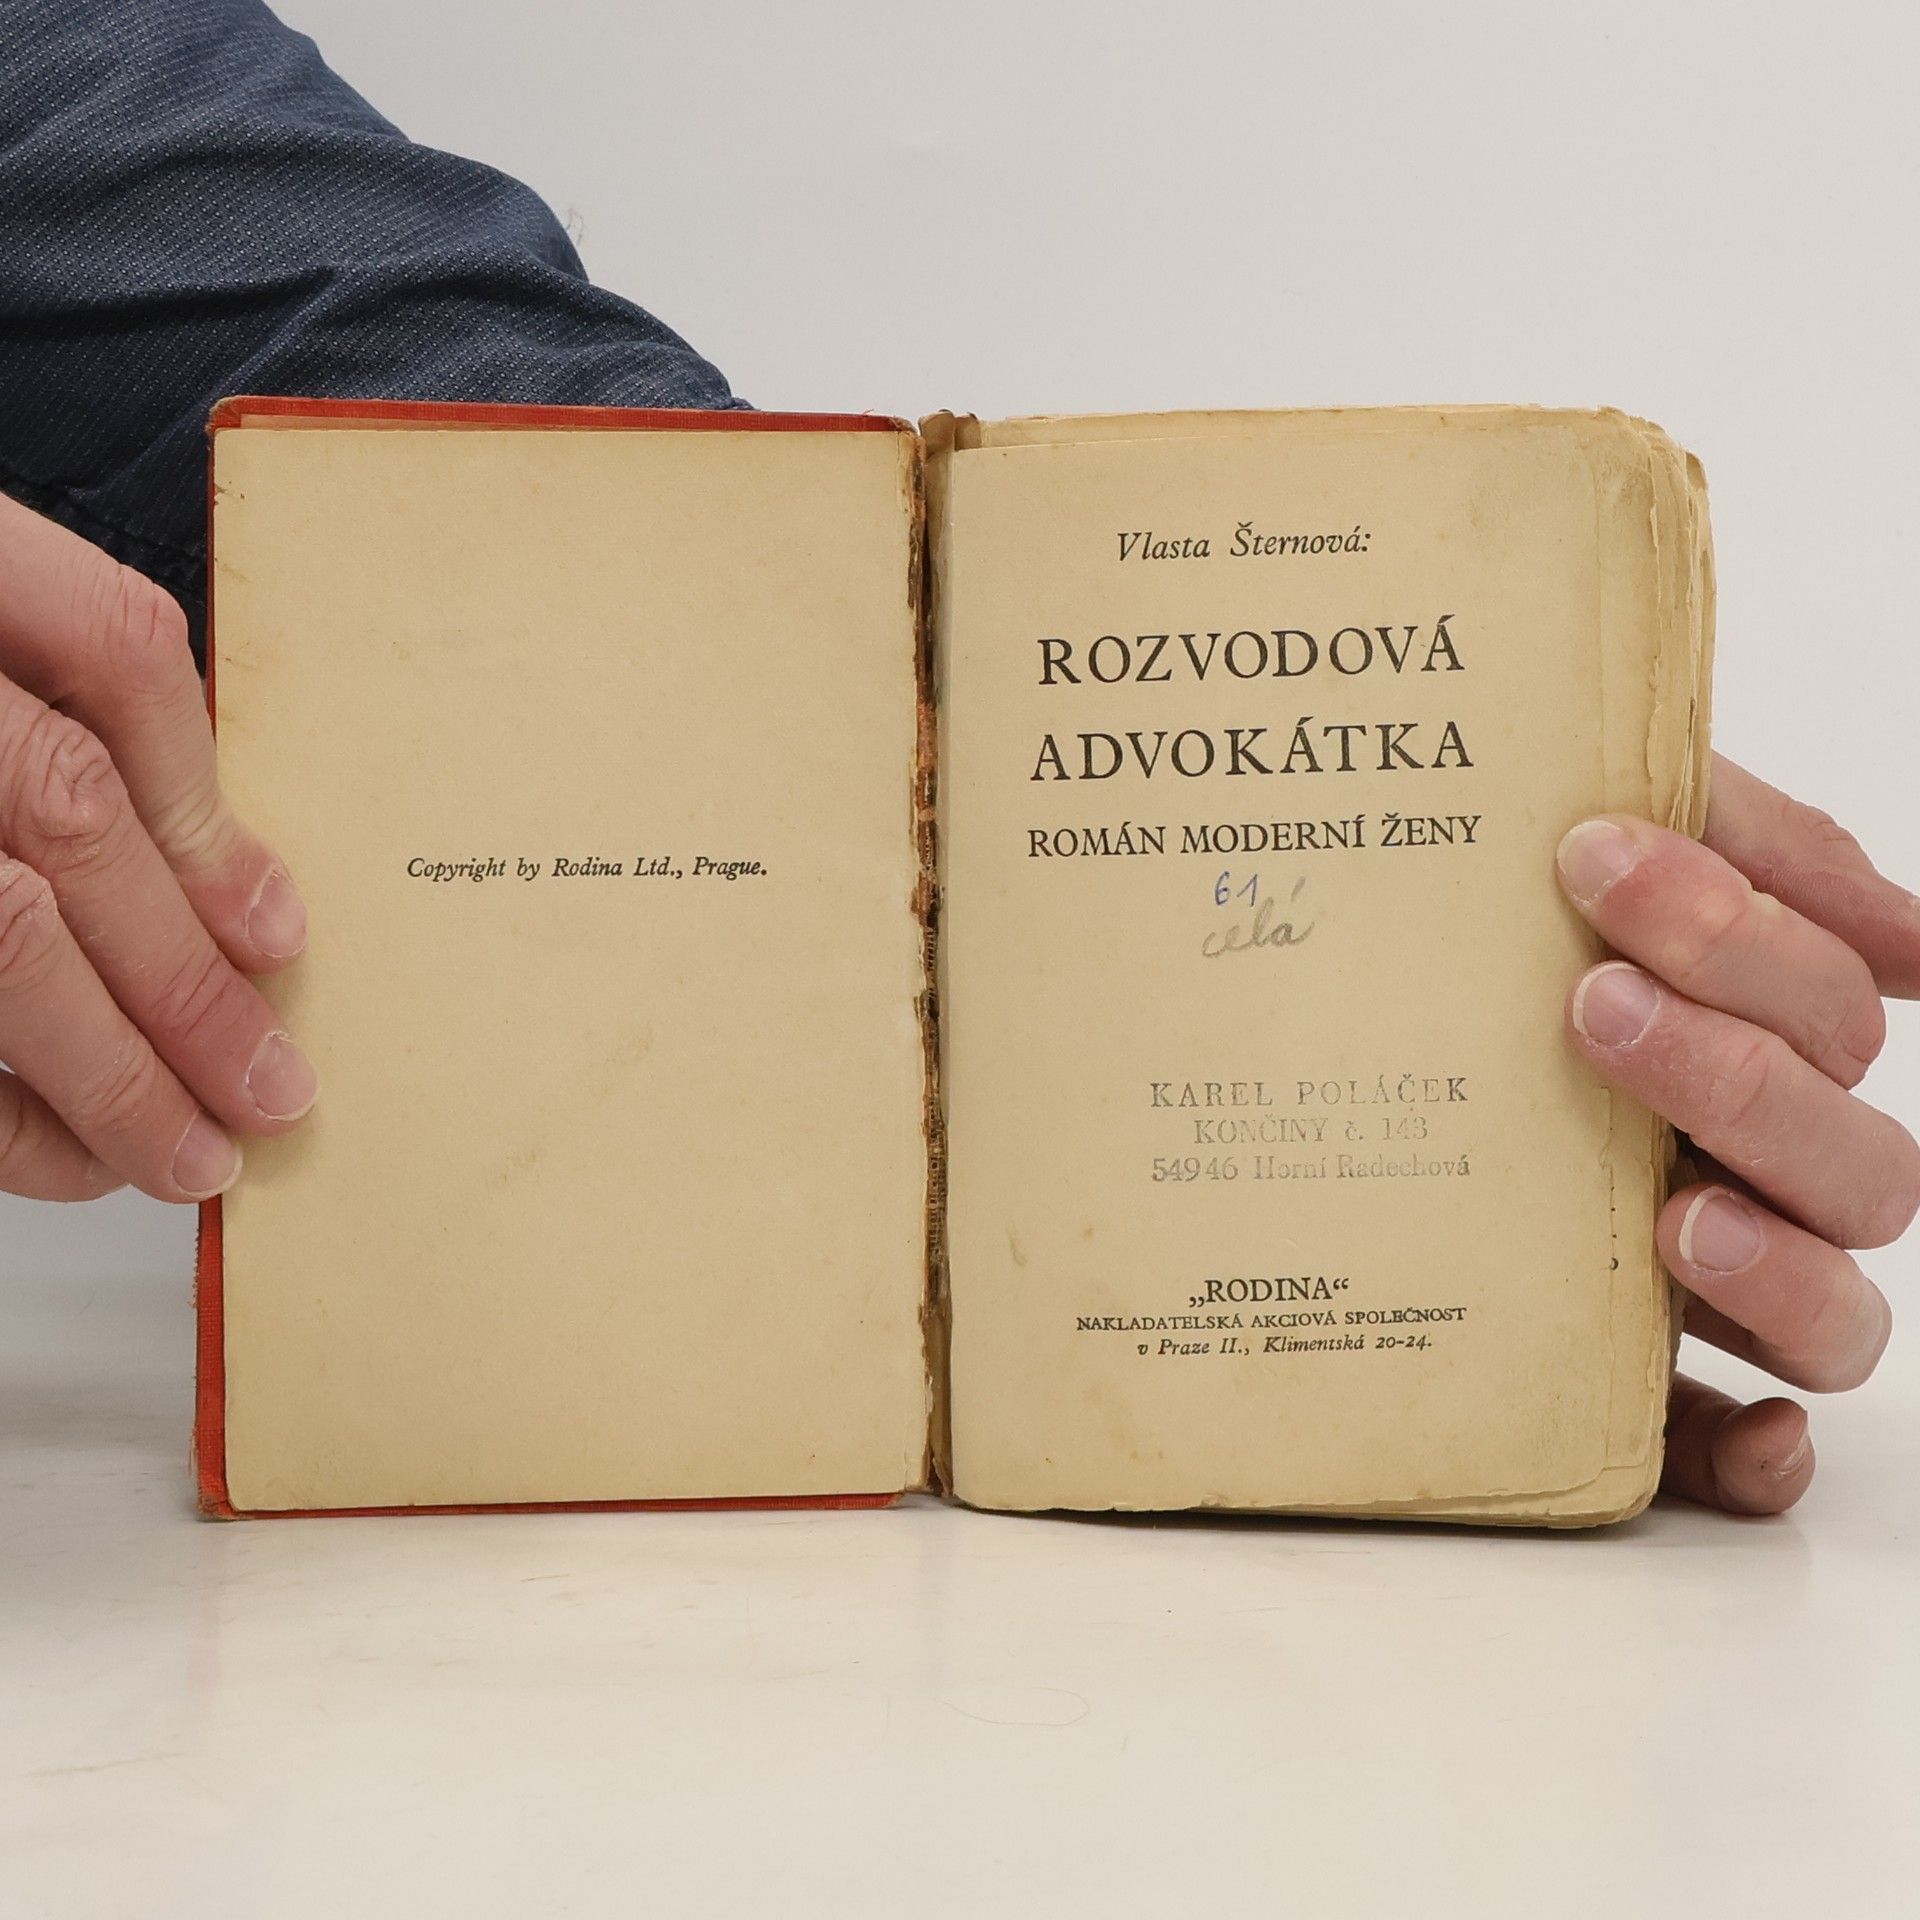 Copyright by Rodina Ltd., Prague.
Vlasta Šternová:
ROZVODOVÁ
ADVOKÁTKA
ROMÁN MODERNÍ ŽENY
61
celá
KAREL POLÁČEK
KONČINY č. 143
54946 Horní Radechová
„RODINA“
NAKLADATELSKÁ AKCIOVÁ SPOLEČNOST
v Praze II., Klimentská 20-24.